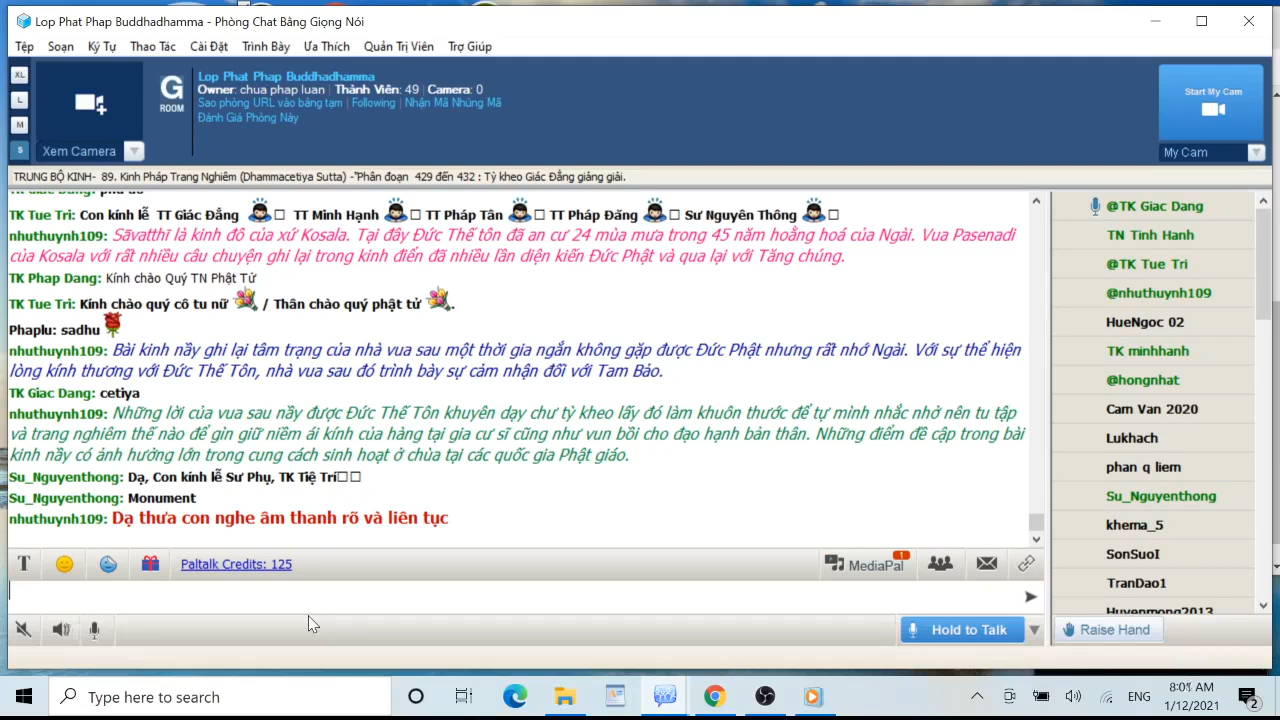 Lop Phat Phap Buddhadhamma - Phòng Chat Bằng Giọng Nói
Tệp Soạn Ký Tự Thao Tác Cài Đặt Trình Bày Ưa Thích Quản Trị Viên Trợ Giúp
XL
L
M
S
Xem Camera
G
ROOM
Lop Phat Phap Buddhadhamma
Owner: chua phap luan | Thành Viên: 49 | Camera: 0
Sao phỏng URL vào bảng tạm | Following | Nhận Mã Nhúng Mã
Đánh Giá Phòng Này
Start My Cam
My Cam
TRUNG BỘ KINH- 89. Kinh Pháp Trang Nghiêm (Dhammacetiya Sutta) -"Phân đoạn 429 đến 432 : Tỳ kheo Giác Đẳng giảng giải.
TK Tue Tri: Con kính lễ TT Giác Đẳng TT Minh Hạnh TT Pháp Tân TT Pháp Đăng Sư Nguyên Thông
nhuthuynh109: Sāvatthī là kinh đô của xứ Kosala. Tại đây Đức Thế tôn đã an cư 24 mùa mưa trong 45 năm hoằng hoá của Ngài. Vua Pasenadi
của Kosala với rất nhiều câu chuyện ghi lại trong kinh điển đã nhiều lần diện kiến Đức Phật và qua lại với Tăng chúng.
TK Phap Dang: Kính chào Quý TN Phật Tử
TK Tue Tri: Kính chào quý cô tu nữ / Thân chào quý phật tử .
Phaplu: sadhu
nhuthuynh109: Bài kinh nầy ghi lại tâm trạng của nhà vua sau một thời gia ngắn không gặp được Đức Phật nhưng rất nhớ Ngài. Với sự thể hiện
lòng kính thương với Đức Thế Tôn, nhà vua sau đó trình bày sự cảm nhận đối với Tam Bảo.
TK Giac Dang: cetiya
nhuthuynh109: Những lời của vua sau nầy được Đức Thế Tôn khuyên dạy chư tỳ kheo lấy đó làm khuôn thước để tự mình nhắc nhở nên tu tập
và trang nghiêm thế nào để gìn giữ niềm ái kính của hàng tại gia cư sĩ cũng như vun bồi cho đạo hạnh bản thân. Những điểm đề cập trong bài
kinh nầy có ảnh hưởng lớn trong cung cách sinh hoạt ở chùa tại các quốc gia Phật giáo.
Su_Nguyenthong: Dạ, Con kính lễ Sư Phụ, TK Tiệ Trí
Su_Nguyenthong: Monument
nhuthuynh109: Dạ thưa con nghe âm thanh rõ và liên tục
@TK Giac Dang
TN Tinh Hanh
@TK Tue Tri
@nhuthuynh109
HueNgoc 02
TK minhhanh
@hongnhat
Cam Van 2020
Lukhach
phan q liem
Su_Nguyenthong
khema_5
SonSuoI
TranDao1
Huyenmong2013
T
Paltalk Credits: 125
MediaPal
1
Hold to Talk
Raise Hand
Type here to search
ENG
8:05 AM
1/12/2021
2